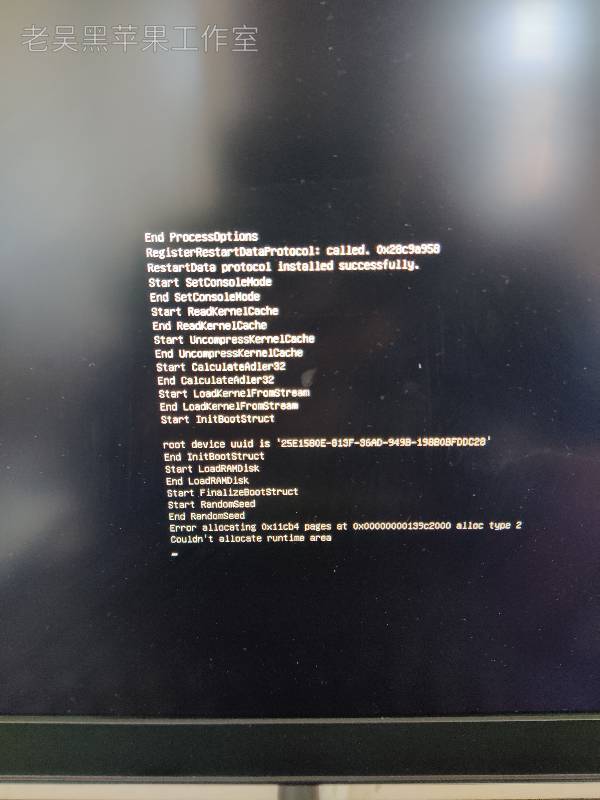 老吴黑苹果工作室
End ProcessOptions
RegisterRestartDataProtocol: called. 0x28c9a958
RestartData protocol installed successfully.
Start SetConsoleMode
End SetConsoleMode
Start ReadKernelCache
End ReadKernelCache
Start UncompressKernelCache
End UncompressKernelCache
Start CalculateAdler32
End CalculateAdler32
Start LoadKernelFromStream
End LoadKernelFromStream
Start InitBootStruct
root device uuid is '25E1580E-813F-36AD-949B-198B0BFDDC28'
End InitBootStruct
Start LoadRAMDisk
End LoadRAMDisk
Start FinalizeBootStruct
Start RandomSeed
End RandomSeed
Error allocating 0x11cb4 pages at 0x00000000139c2000 alloc type 2
Couldn't allocate runtime area